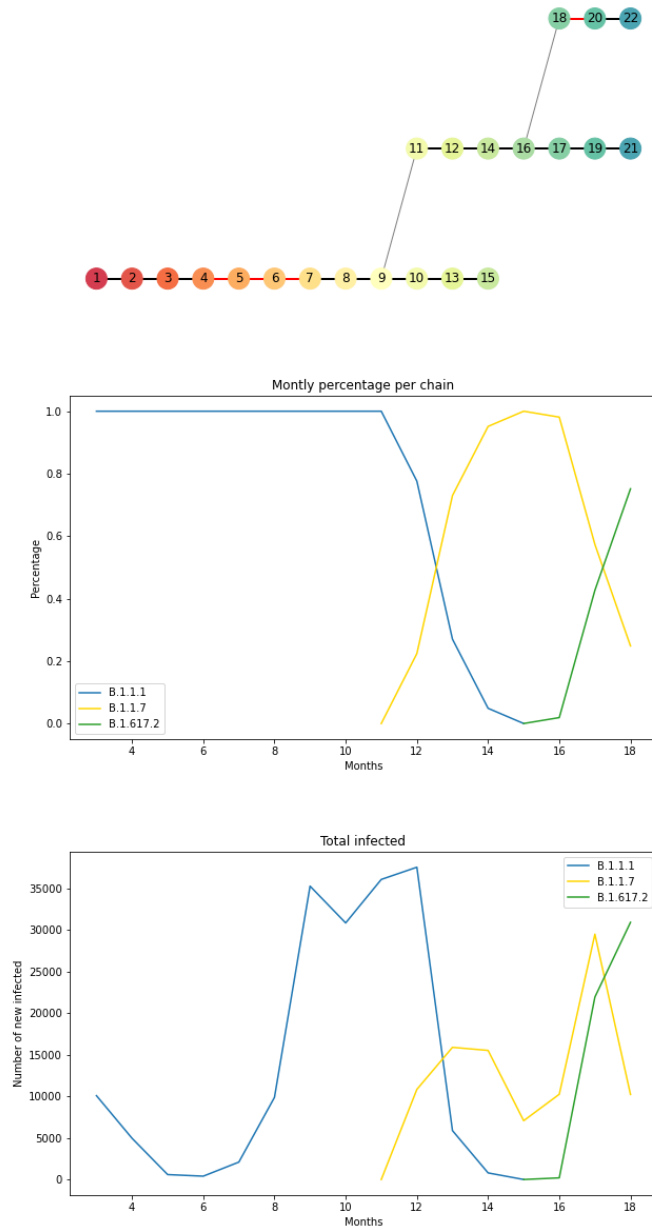 18 20 22
11 12 14 16 17 19 21
1 2 3 4 5 6 7 8 9 10 13 15
Montly percentage per chain
1.0
0.8
0.6
0.4
0.2
0.0
Percentage
B.1.1.1
B.1.1.7
B.1.617.2
4 6 8 10 12 14 16 18
Months
Total infected
35000
30000
25000
20000
15000
10000
5000
0
Number of new infected
B.1.1.1
B.1.1.7
B.1.617.2
4 6 8 10 12 14 16 18
Months